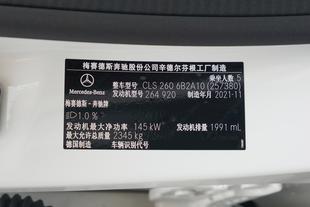 梅赛德斯奔驰股份公司辛德尔芬根工厂制造
乘坐人数 5
整车型号 CLS 260 6B2A10 (257380)
发动机型号 264 920 制造年月 2021-11
Mercedes-Benz
梅赛德斯-奔驰牌
1.0 %
发动机最大净功率 145 kW 发动机排量 1991 mL
最大允许总质量 2345 kg
德国制造 车辆识别代号